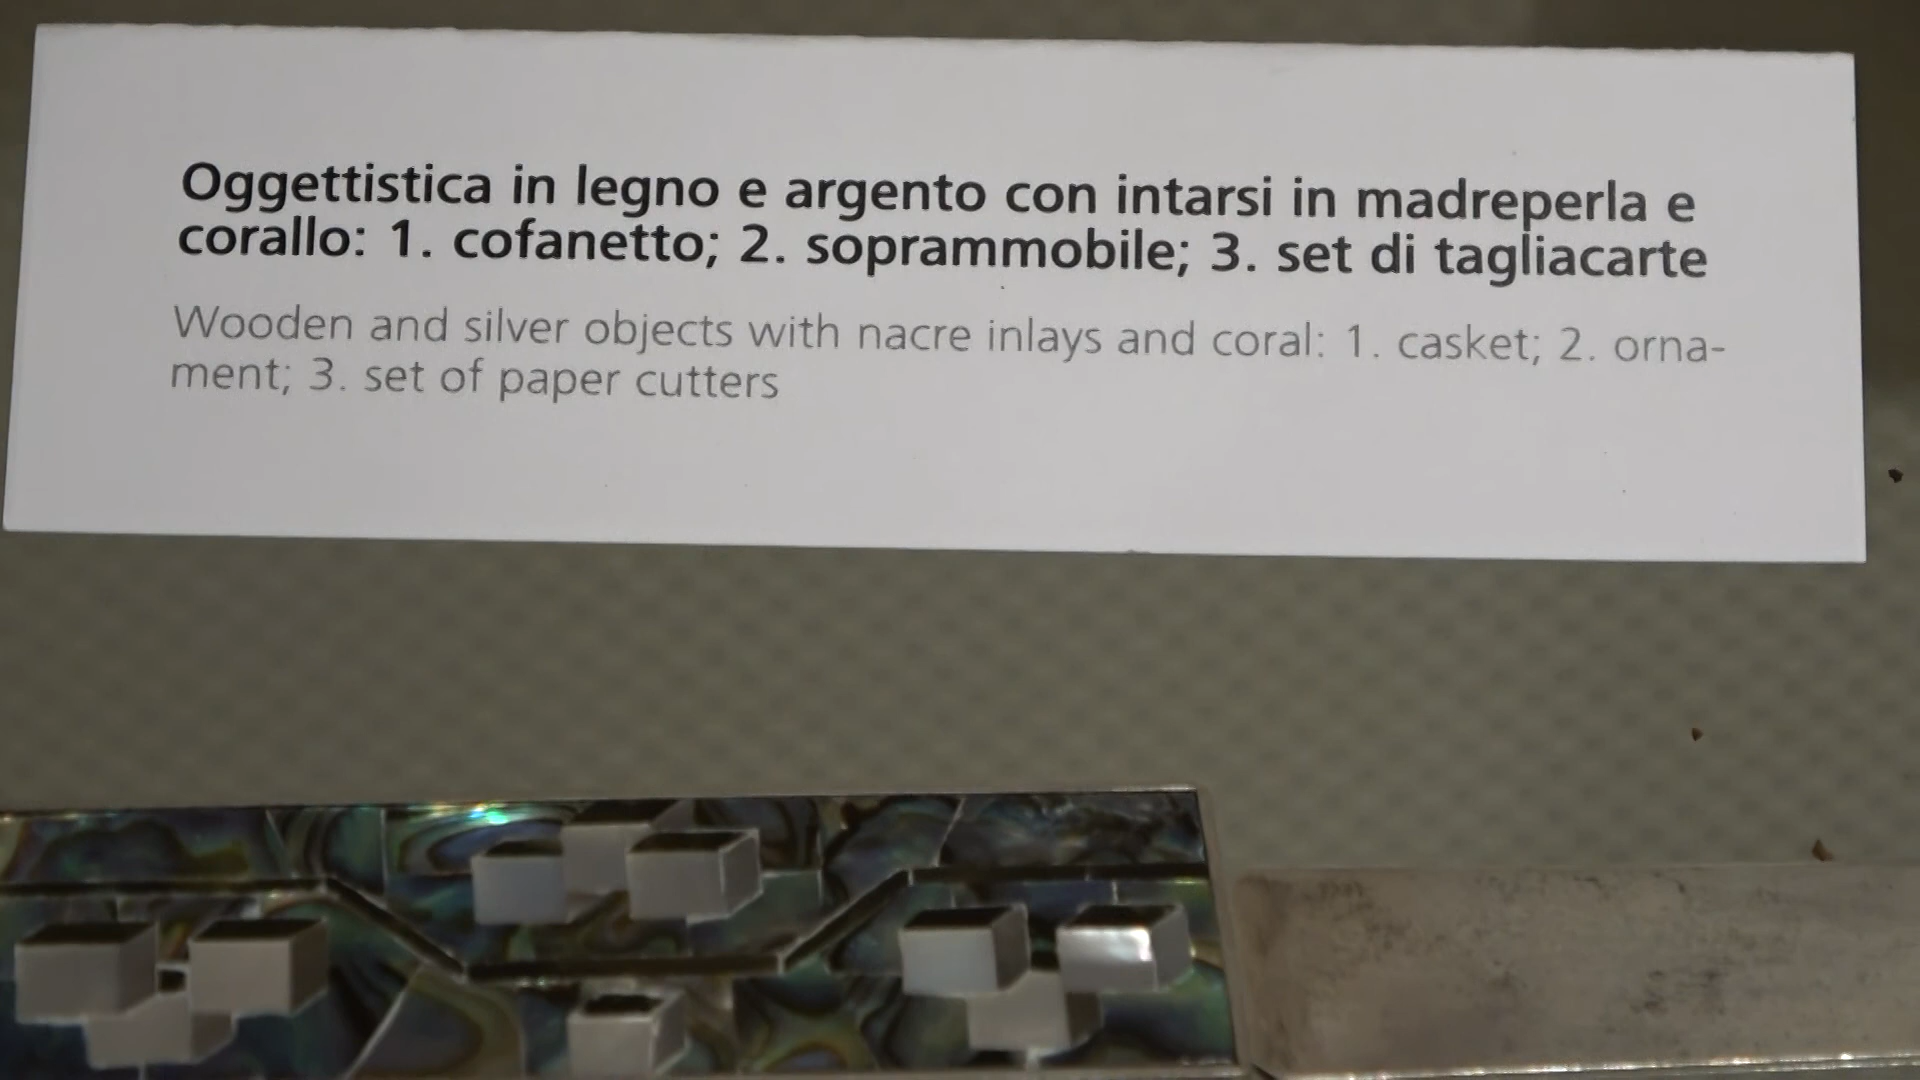 Oggettistica in legno e argento con intarsi in madreperla e
corallo: 1. cofanetto; 2. soprammobile; 3. set di tagliacarte
Wooden and silver objects with nacre inlays and coral: 1. casket; 2. orna-
ment; 3. set of paper cutters